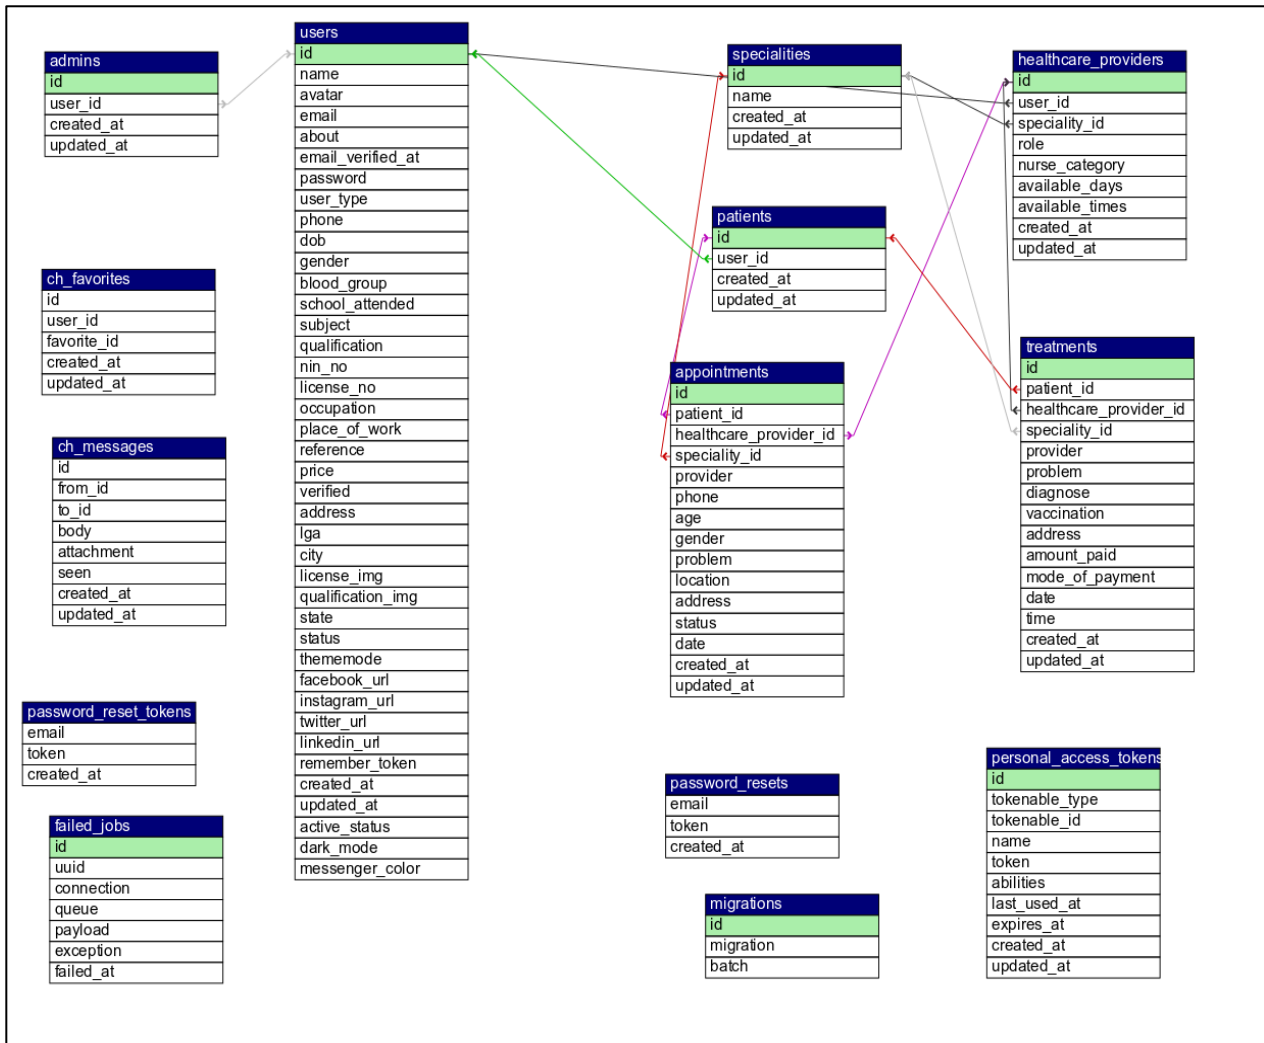 admins
id
user_id
created_at
updated_at
users
id
name
avatar
email
about
email_verified_at
password
user_type
phone
dob
gender
blood_group
school_attended
subject
qualification
nin_no
license_no
occupation
place_of_work
reference
price
verified
address
lga
city
license_img
qualification_img
state
status
thememode
facebook_url
instagram_url
twitter_url
linkedin_url
remember_token
created_at
updated_at
active_status
dark_mode
messenger_color
specialities
id
name
created_at
updated_at
healthcare_providers
id
user_id
speciality_id
role
nurse_category
available_days
available_times
created_at
updated_at
patients
id
user_id
created_at
updated_at
ch_favorites
id
user_id
favorite_id
created_at
updated_at
appointments
id
patient_id
healthcare_provider_id
speciality_id
provider
phone
age
gender
problem
location
address
status
date
created_at
updated_at
treatments
id
patient_id
healthcare_provider_id
speciality_id
provider
problem
diagnose
vaccination
address
amount_paid
mode_of_payment
date
time
created_at
updated_at
ch_messages
id
from_id
to_id
body
attachment
seen
created_at
updated_at
password_reset_tokens
email
token
created_at
failed_jobs
id
uuid
connection
queue
payload
exception
failed_at
password_resets
email
token
created_at
migrations
id
migration
batch
personal_access_tokens
id
tokenable_type
tokenable_id
name
token
abilities
last_used_at
expires_at
created_at
updated_at